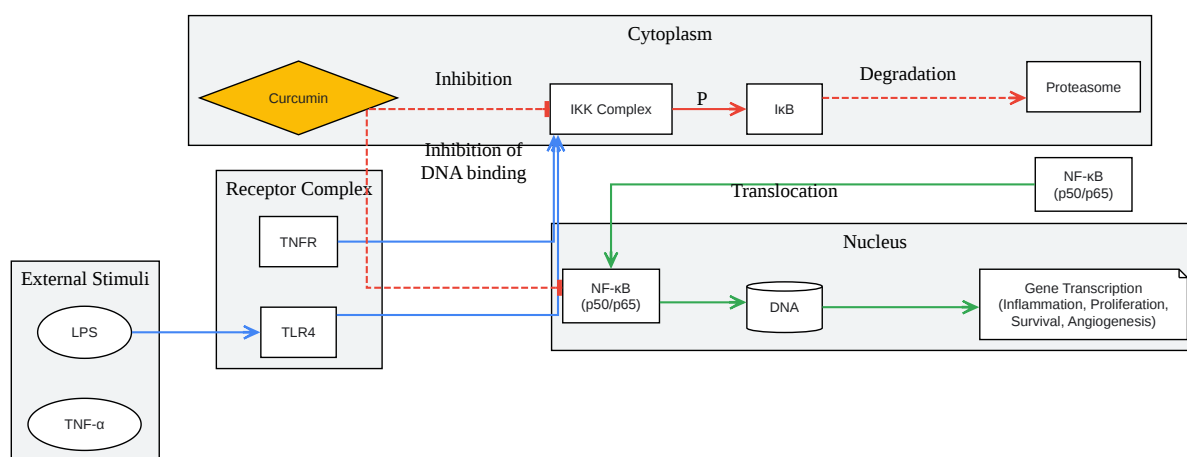 Cytoplasm
Curcumin
Inhibition
IKK Complex
P
IκB
Degradation
Proteasome
Inhibition of
DNA binding
Receptor Complex
TNFR
TLR4
Translocation
NF-κB
(p50/p65)
Nucleus
NF-κB
(p50/p65)
DNA
Gene Transcription
(Inflammation, Proliferation,
Survival, Angiogenesis)
External Stimuli
LPS
TNF-α